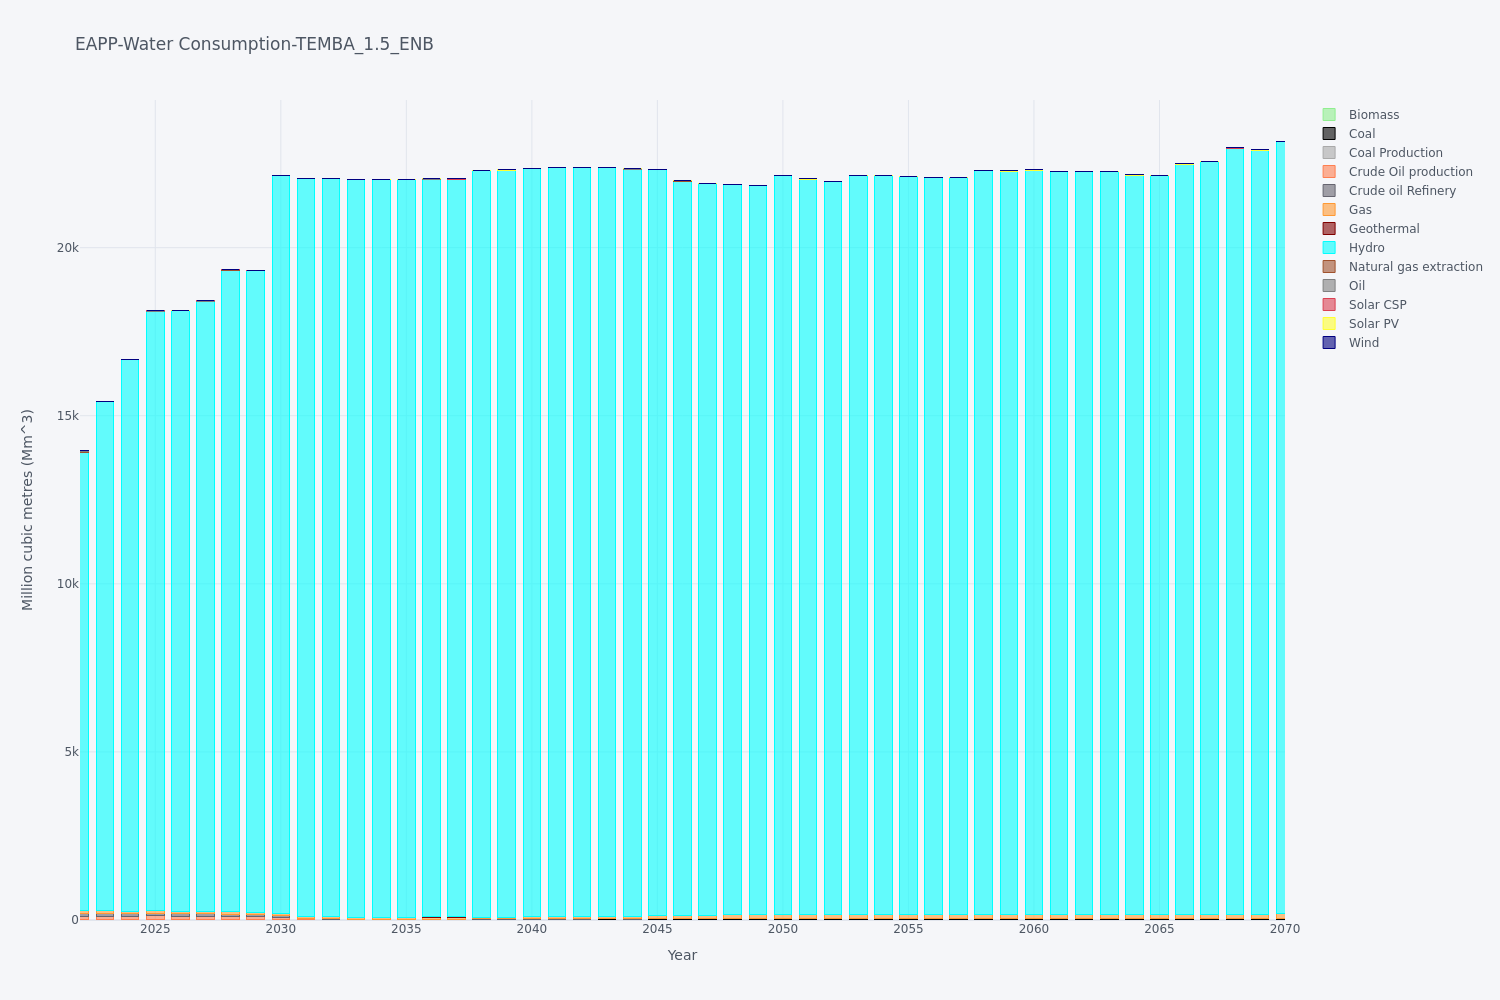 EAPP-Water Consumption-TEMBA_1.5_ENB
Biomass
Coal
Coal Production
Crude Oil production
Crude oil Refinery
Gas
Geothermal
Hydro
Natural gas extraction
Oil
Solar CSP
Solar PV
Wind
Million cubic metres (Mm^3)
20k
15k
10k
5k
0
2025 2030 2035 2040 2045 2050 2055 2060 2065 2070
Year